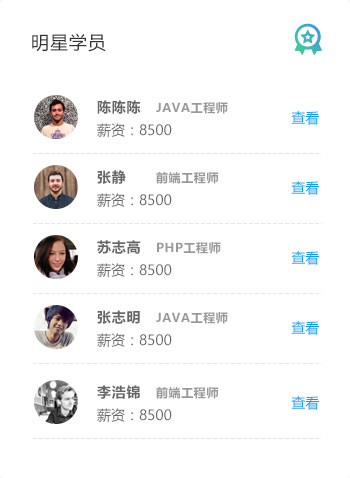 明星学员
陈陈陈 JAVA工程师
薪资：8500
查看
张静 前端工程师
薪资：8500
查看
苏志高 PHP工程师
薪资：8500
查看
张志明 JAVA工程师
薪资：8500
查看
李浩锦 前端工程师
薪资：8500
查看